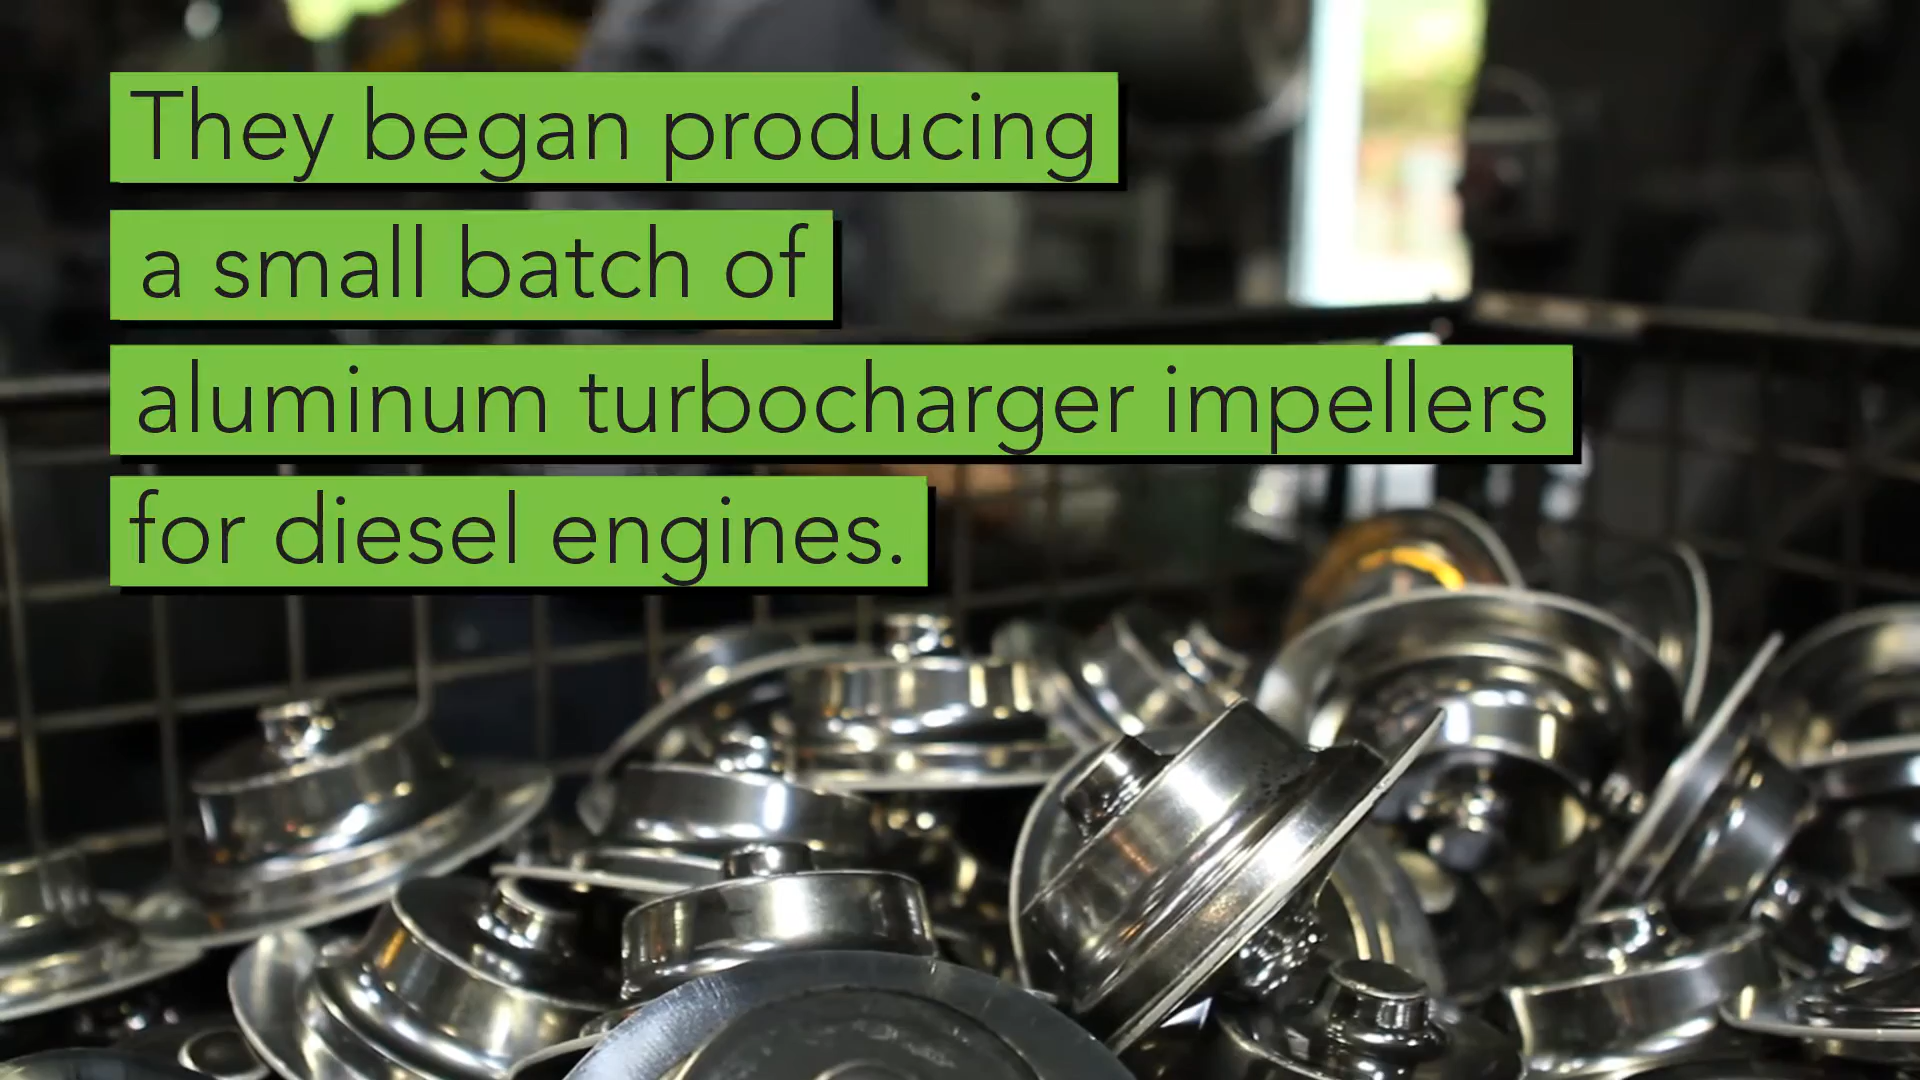 They began producing
a small batch of
aluminum turbocharger impellers
for diesel engines.